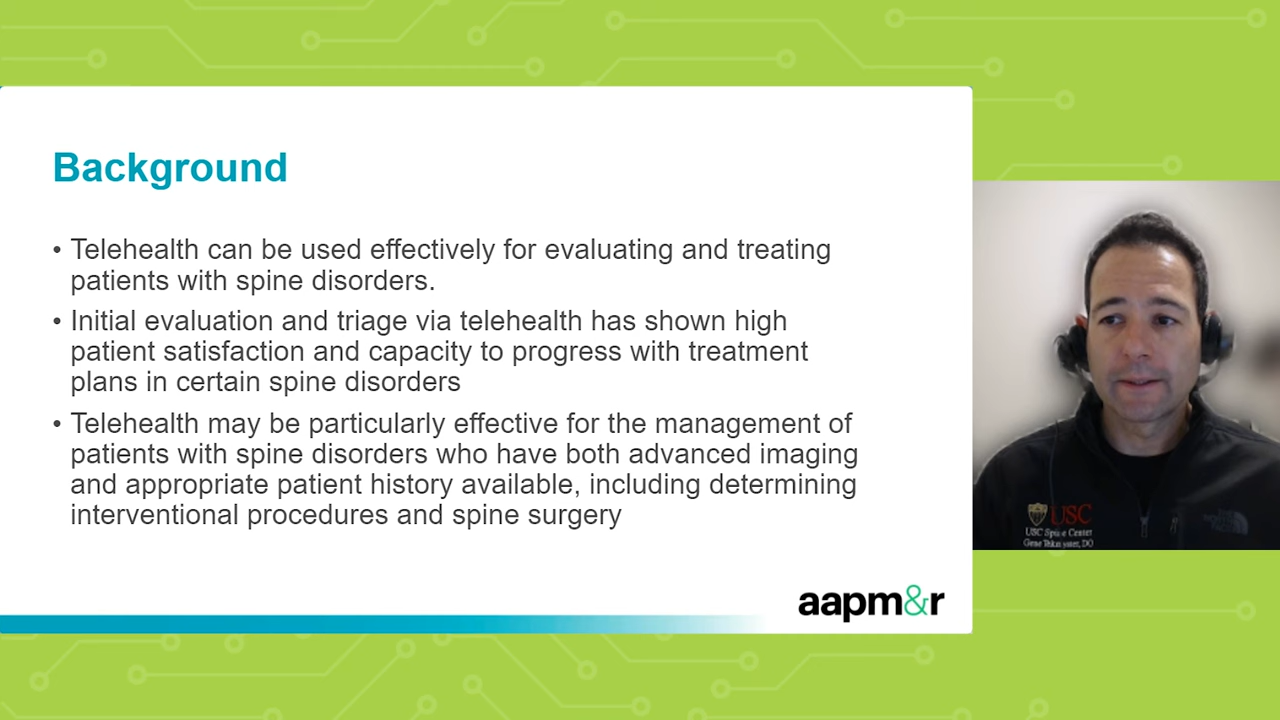 Background
• Telehealth can be used effectively for evaluating and treating
patients with spine disorders.
• Initial evaluation and triage via telehealth has shown high
patient satisfaction and capacity to progress with treatment
plans in certain spine disorders
• Telehealth may be particularly effective for the management of
patients with spine disorders who have both advanced imaging
and appropriate patient history available, including determining
interventional procedures and spine surgery
aapm&r
USC
USC Spine Center
Gene , DO